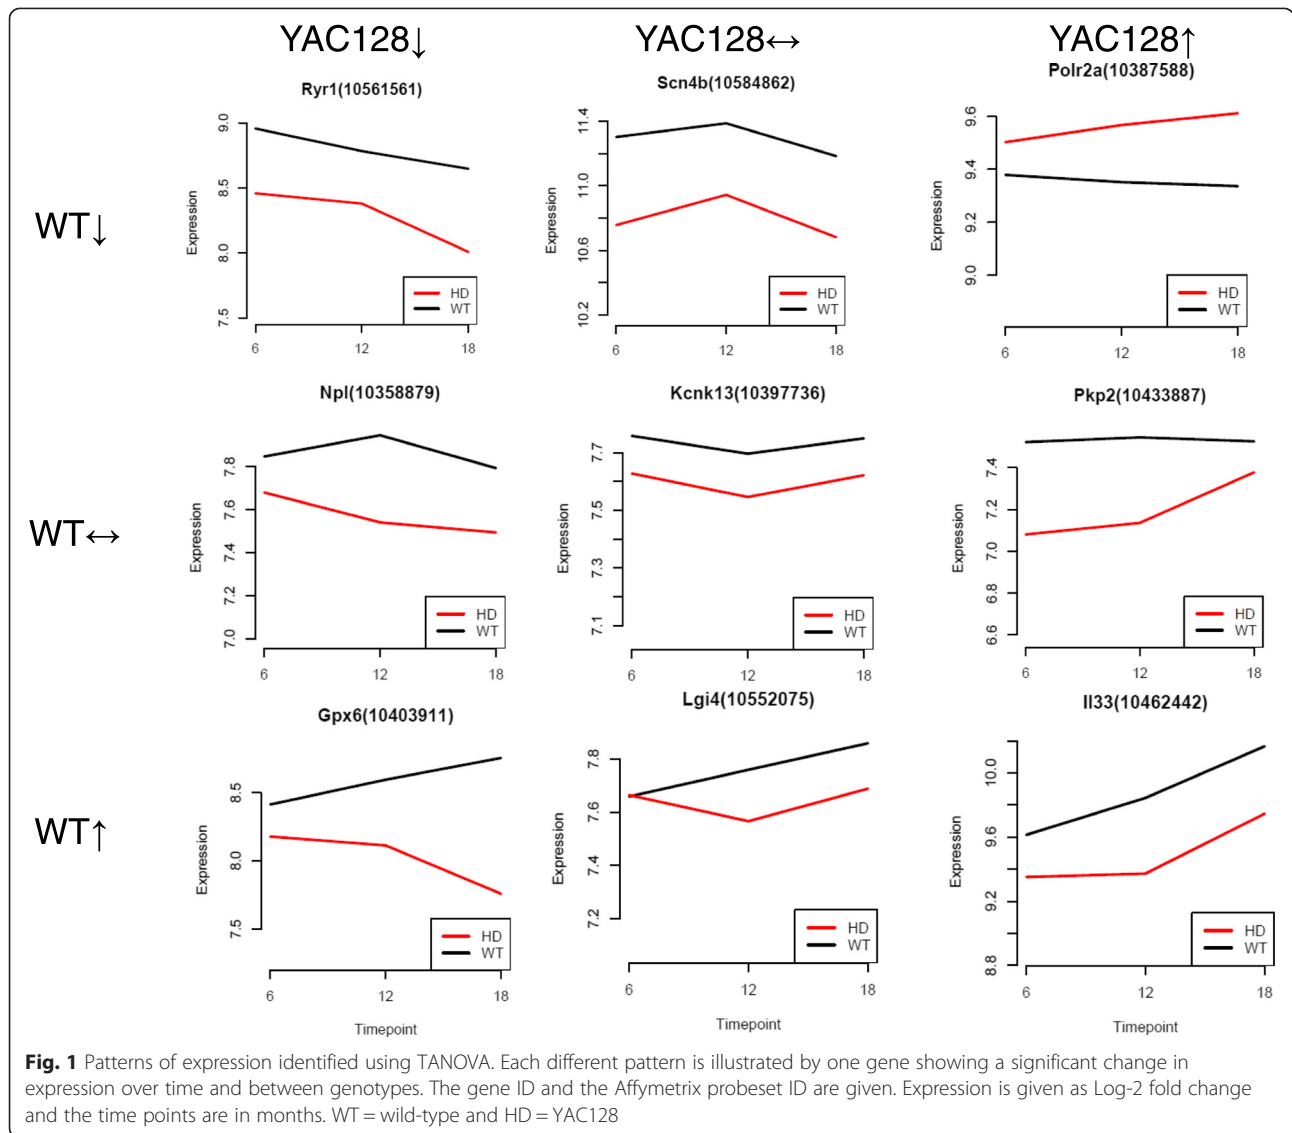 YAC128↓ YAC128↔ YAC128↑
WT↓
Ryr1(10561561)
Expression
9.0
8.5
8.0
7.5
6 12 18
HD
WT
Scn4b(10584862)
Expression
11.4
11.0
10.6
10.2
6 12 18
HD
WT
Polr2a(10387588)
Expression
9.6
9.4
9.2
9.0
6 12 18
HD
WT
WT↔
Npl(10358879)
Expression
7.8
7.6
7.4
7.2
7.0
6 12 18
HD
WT
Kcnk13(10397736)
Expression
7.7
7.5
7.3
7.1
6 12 18
HD
WT
Pkp2(10433887)
Expression
7.4
7.2
7.0
6.8
6.6
6 12 18
HD
WT
WT↑
Gpx6(10403911)
Expression
8.5
8.0
7.5
6 12 18
Timepoint
HD
WT
Lgi4(10552075)
Expression
7.8
7.6
7.4
7.2
6 12 18
Timepoint
HD
WT
Il33(10462442)
Expression
10.0
9.6
9.2
8.8
6 12 18
Timepoint
HD
WT
Fig. 1 Patterns of expression identified using TANOVA. Each different pattern is illustrated by one gene showing a significant change in
expression over time and between genotypes. The gene ID and the Affymetrix probeset ID are given. Expression is given as Log-2 fold change
and the time points are in months. WT = wild-type and HD = YAC128